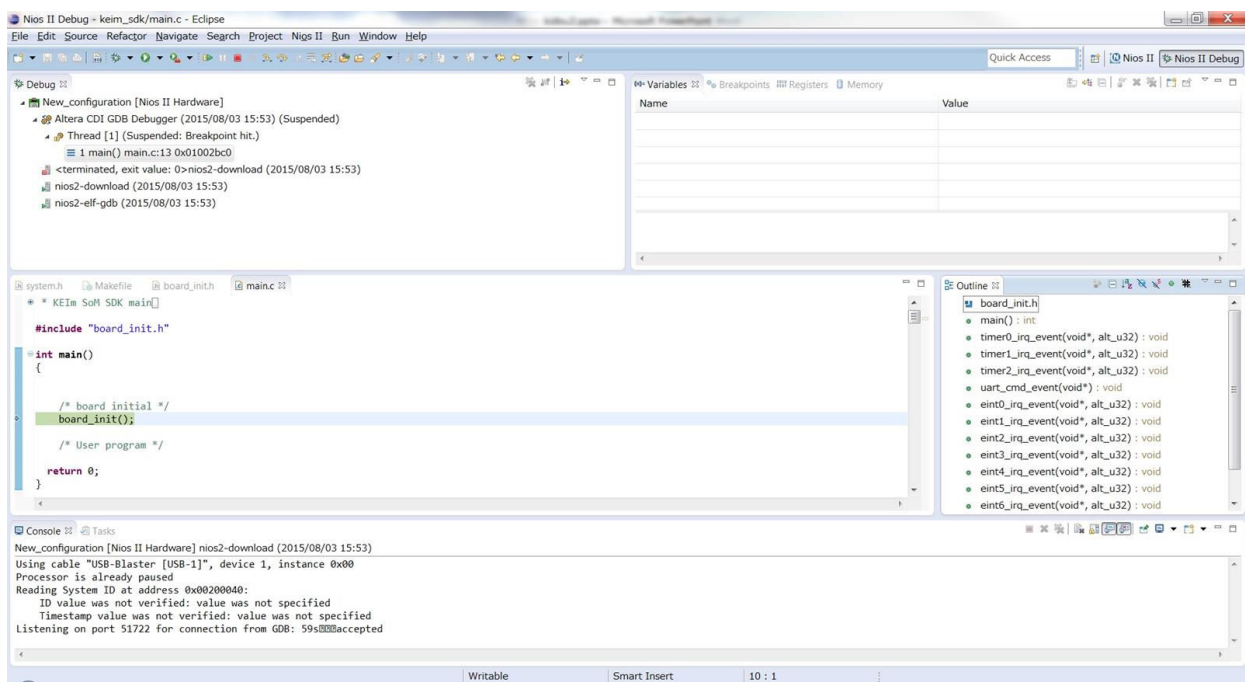 Nios II Debug - keim_sdk/main.c - Eclipse
File Edit Source Refactor Navigate Search Project Nios II Run Window Help
Quick Access
Nios II
Nios II Debug
Debug
New_configuration [Nios II Hardware]
Altera CDI GDB Debugger (2015/08/03 15:53) (Suspended)
Thread [1] (Suspended: Breakpoint hit.)
1 main() main.c:13 0x01002bc0
<terminated, exit value: 0>nios2-download (2015/08/03 15:53)
nios2-download (2015/08/03 15:53)
nios2-elf-gdb (2015/08/03 15:53)
Variables Breakpoints Registers Memory
Name Value
system.h Makefile board_init.h main.c
* KEIm SoM SDK main
#include "board_init.h"
int main()
{
/* board initial */
board_init();
/* User program */
return 0;
}
Outline
board_init.h
main() : int
timer0_irq_event(void*, alt_u32) : void
timer1_irq_event(void*, alt_u32) : void
timer2_irq_event(void*, alt_u32) : void
uart_cmd_event(void*) : void
eint0_irq_event(void*, alt_u32) : void
eint1_irq_event(void*, alt_u32) : void
eint2_irq_event(void*, alt_u32) : void
eint3_irq_event(void*, alt_u32) : void
eint4_irq_event(void*, alt_u32) : void
eint5_irq_event(void*, alt_u32) : void
eint6_irq_event(void*, alt_u32) : void
Console Tasks
New_configuration [Nios II Hardware] nios2-download (2015/08/03 15:53)
Using cable "USB-Blaster [USB-1]", device 1, instance 0x00
Processor is already paused
Reading System ID at address 0x00200040:
ID value was not verified: value was not specified
Timestamp value was not verified: value was not specified
Listening on port 51722 for connection from GDB: 59s accepted
Writable Smart Insert 10 : 1